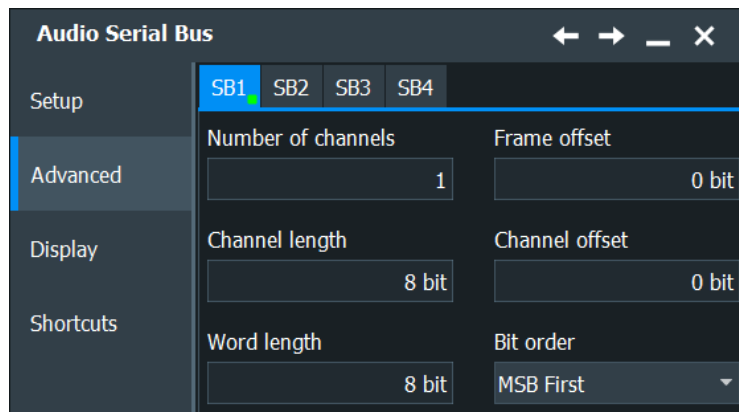 Audio Serial Bus
Setup
Advanced
Display
Shortcuts
SB1 SB2 SB3 SB4
Number of channels
1
Frame offset
0 bit
Channel length
8 bit
Channel offset
0 bit
Word length
8 bit
Bit order
MSB First